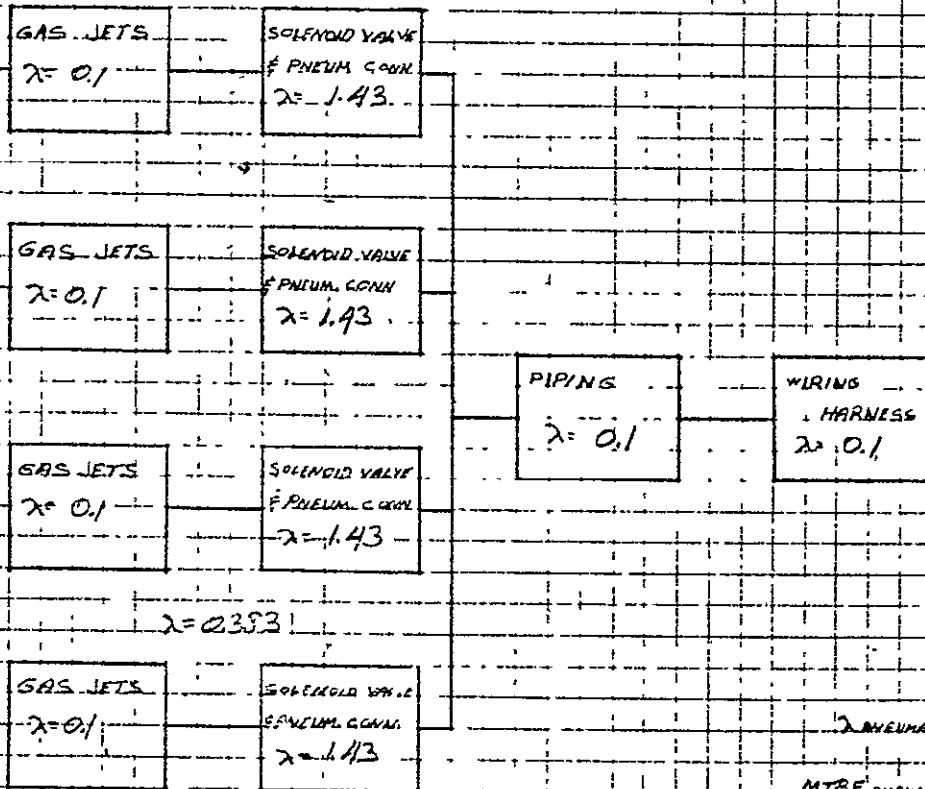 GAS JETS
λ= 0.1
SOLENOID VALVE
& PNEUM. CONN.
λ= 1.43
GAS JETS
λ= 0.1
SOLENOID VALVE
& PNEUM. CONN
λ= 1.43
PIPING
λ= 0.1
WIRING
HARNESS
λ= 0.1
GAS JETS
λ= 0.1
SOLENOID VALVE
& PNEUM. CONN.
λ= 1.43
GAS JETS
λ= 0.1
SOLENOID VALVE
& PNEUM. CONN.
λ= 1.43
MTBF